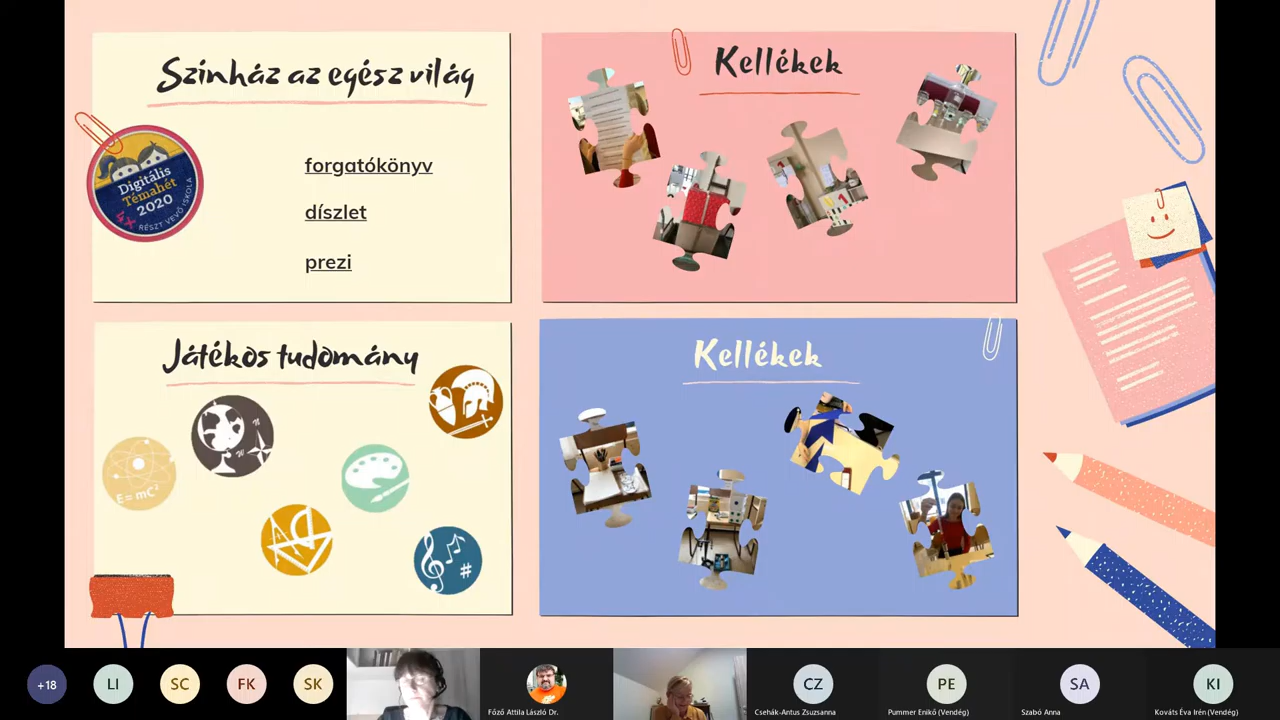 Színház az egész világ
Digitális
Témahét
2020
4x
RÉSZT VEVŐ ISKOLA
forgatókönyv
díszlet
prezi
Kellékek
Játékos tudomány
E=mc²
N
W
Kellékek
+18
LI
SC
FK
SK
Főző Attila László Dr.
CZ
Csehák-Antus Zsuzsanna
PE
Pummer Enikő (Vendég)
SA
Szabó Anna
KI
Kováts Éva Irén (Vendég)